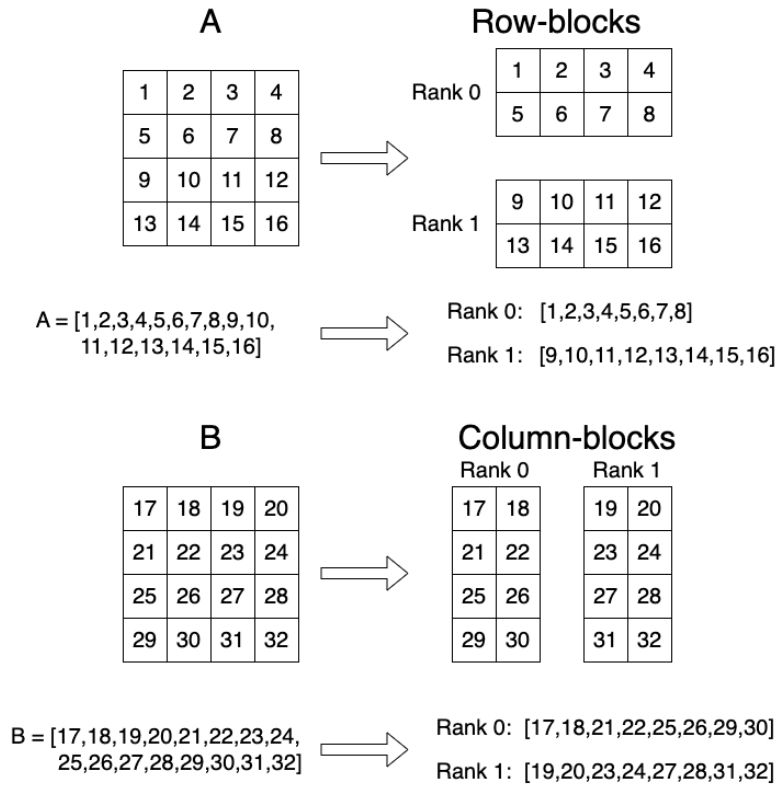 A
Row-blocks
1 2 3 4
5 6 7 8
9 10 11 12
13 14 15 16
Rank 0
1 2 3 4
5 6 7 8
Rank 1
9 10 11 12
13 14 15 16
A = [1,2,3,4,5,6,7,8,9,10,
11,12,13,14,15,16]
Rank 0: [1,2,3,4,5,6,7,8]
Rank 1: [9,10,11,12,13,14,15,16]
B
Column-blocks
17 18 19 20
21 22 23 24
25 26 27 28
29 30 31 32
Rank 0
17 18
21 22
25 26
29 30
Rank 1
19 20
23 24
27 28
31 32
B = [17,18,19,20,21,22,23,24,
25,26,27,28,29,30,31,32]
Rank 0: [17,18,21,22,25,26,29,30]
Rank 1: [19,20,23,24,27,28,31,32]